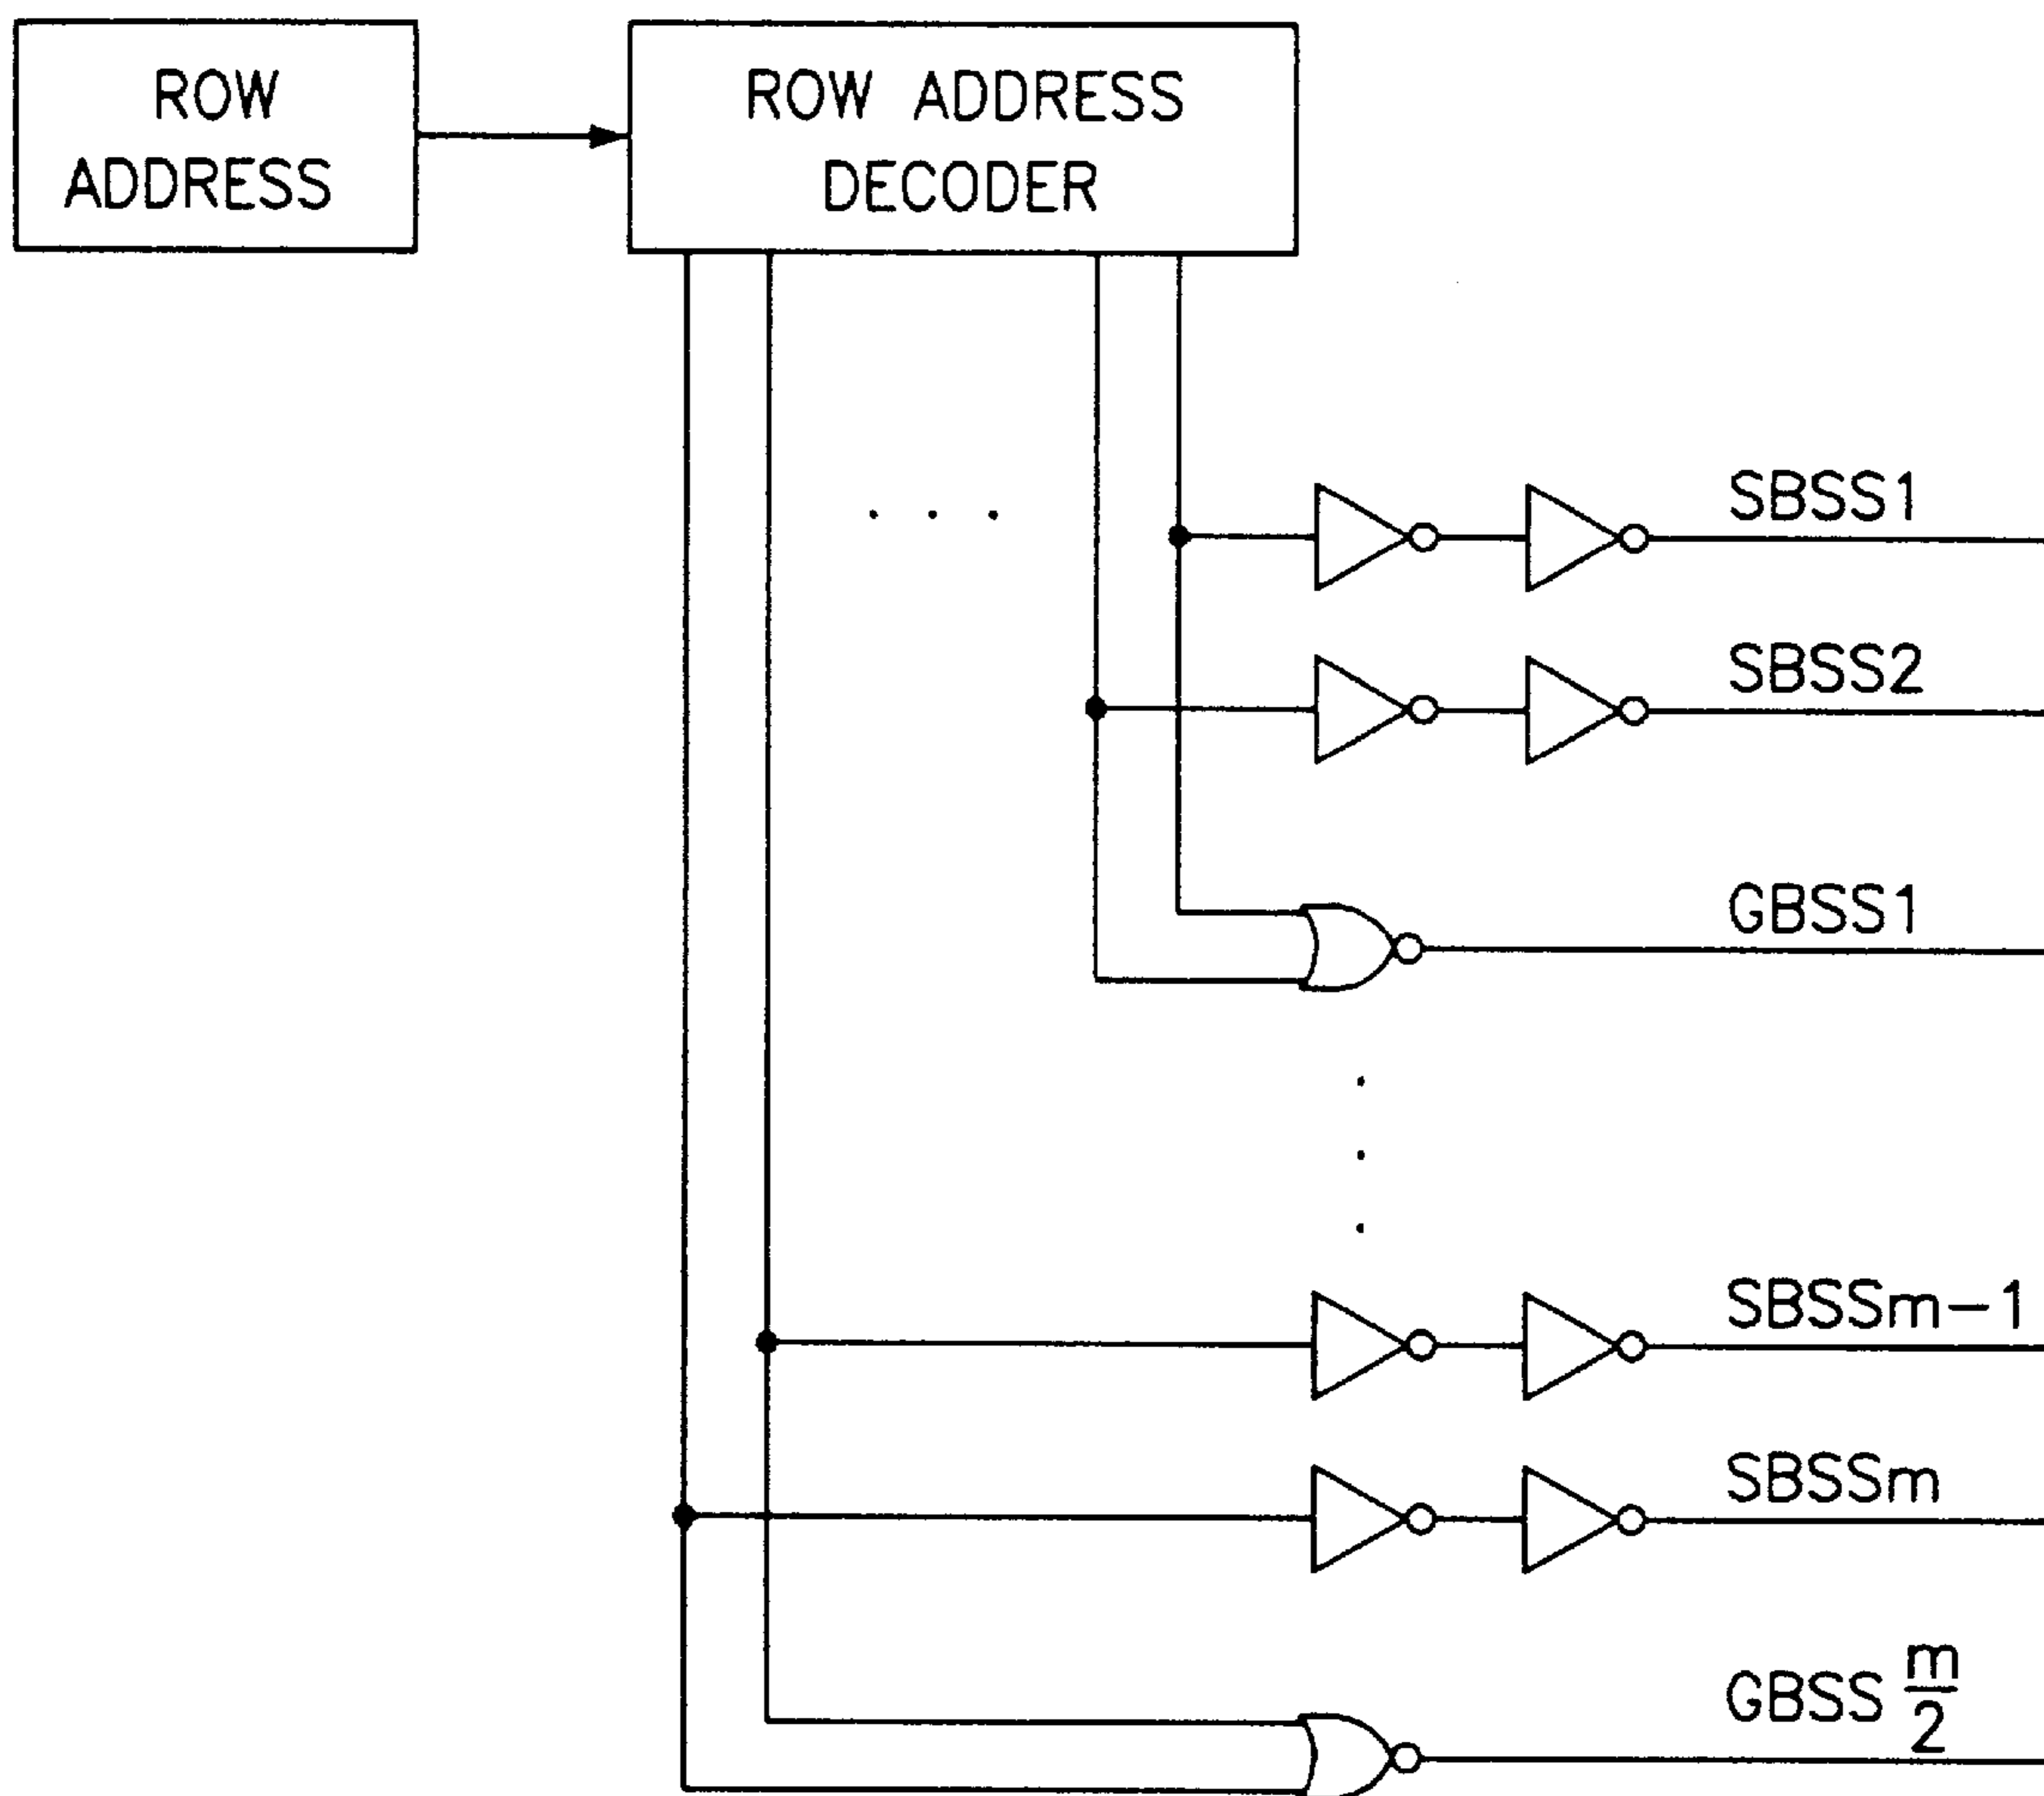 ROW
ADDRESS
ROW ADDRESS
DECODER
SBSS1
SBSS2
GBSS1
SBSSm-1
SBSSm
GBSS m/2